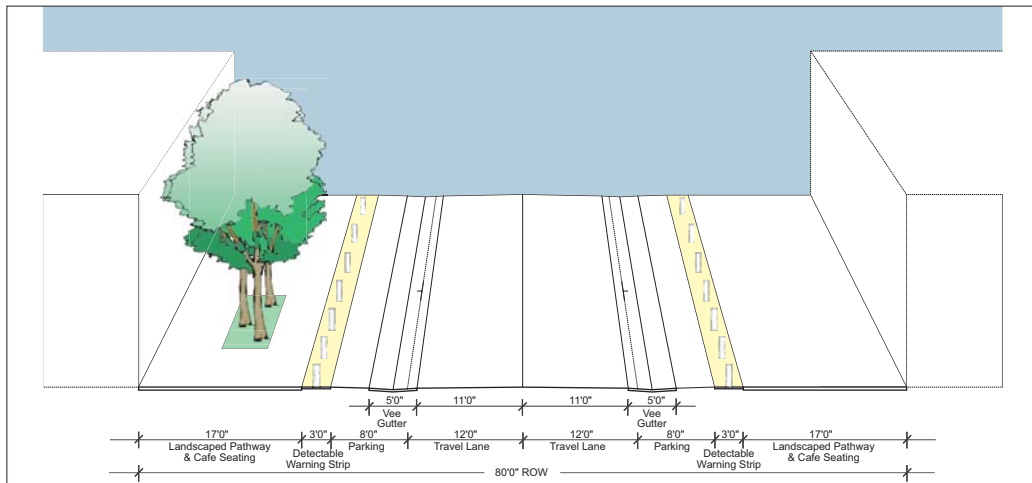 5'0" 11'0" 11'0" 5'0"
Vee
Gutter
Vee
Gutter
17'0" 3'0" 8'0" 12'0" 12'0" 8'0" 3'0" 17'0"
Landscaped Pathway
& Cafe Seating
Detectable
Warning Strip
Parking
Travel Lane
Travel Lane
Parking
Detectable
Warning Strip
Landscaped Pathway
& Cafe Seating
80'0" ROW